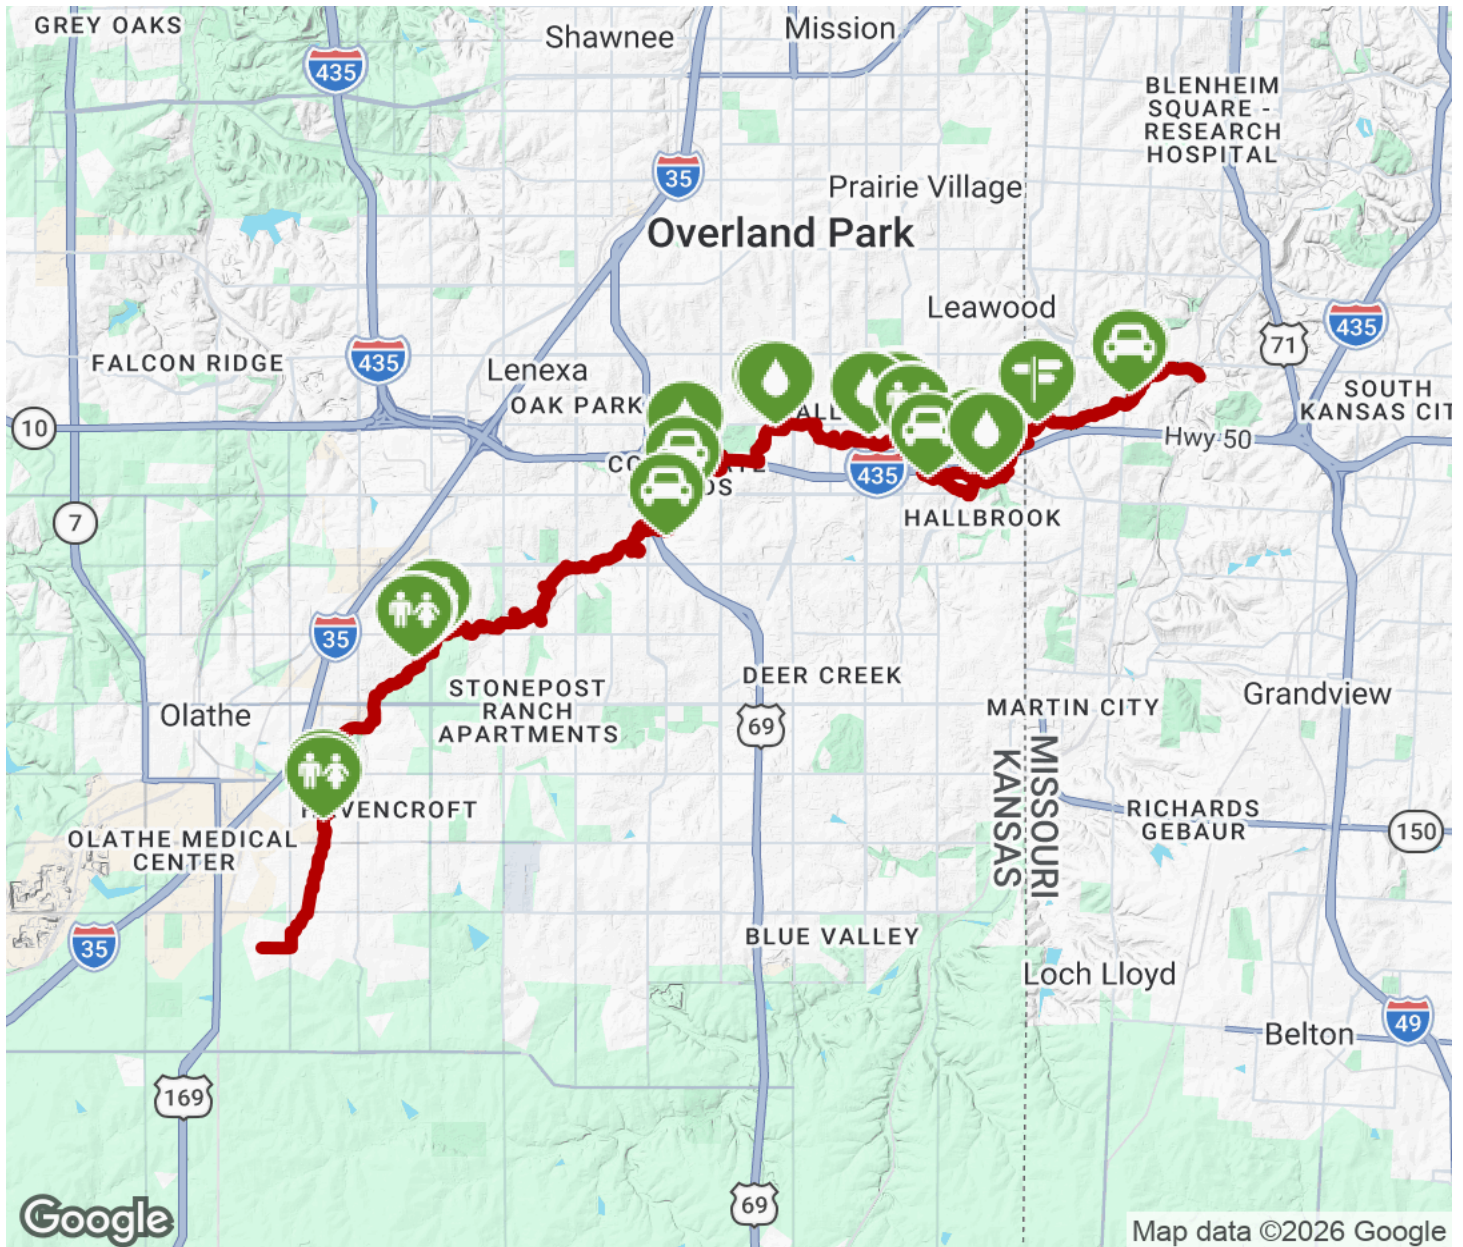 GREY OAKS
Shawnee
Mission
435
BLENHEIM
SQUARE -
RESEARCH
HOSPITAL
35
Prairie Village
Overland Park
Leawood
435
71
435
FALCON RIDGE
Lenexa
OAK PARK
SOUTH
KANSAS CIT
10
Hwy 50
435
7
HALLBROOK
35
STONEPOST
RANCH
APARTMENTS
DEER CREEK
Olathe
69
MARTIN CITY
Grandview
KANSAS
MISSOURI
OLATHE MEDICAL
CENTER
RICHARDS
GEBAUR
150
35
BLUE VALLEY
Loch Lloyd
49
Belton
169
69
Google
Map data ©2026 Google